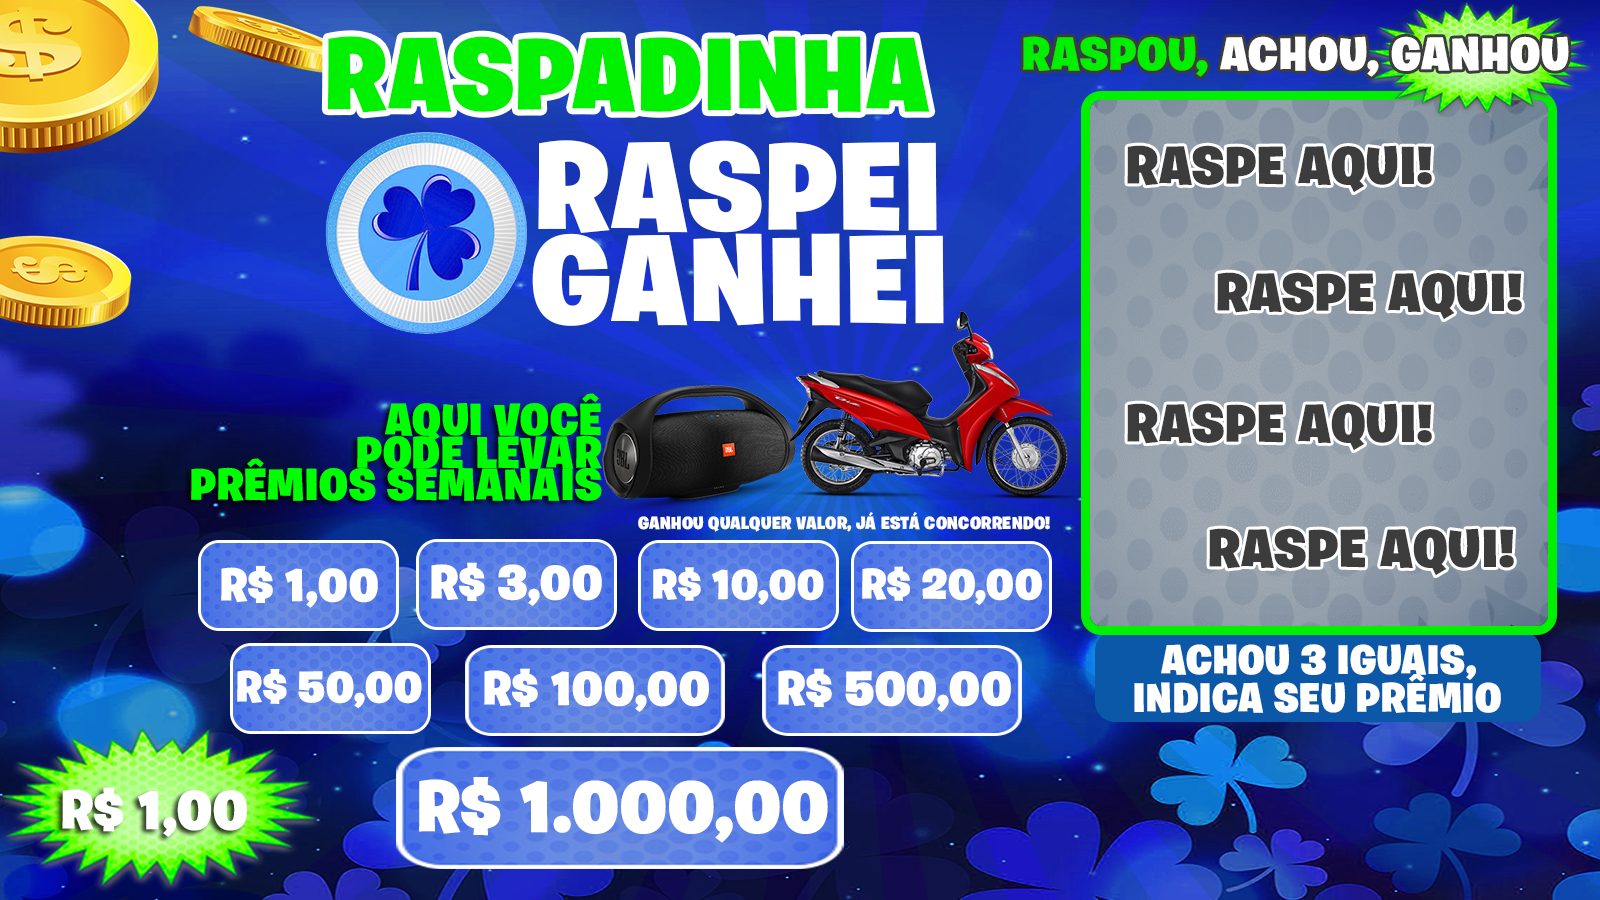 RASPADINHA
RASPEI
GANHEI
AQUI VOCÊ
PODE LEVAR
PRÊMIOS SEMANAIS
JBL
JBL
GANHOU QUALQUER VALOR, JÁ ESTÁ CONCORRENDO!
R$ 1,00
R$ 3,00
R$ 10,00
R$ 20,00
R$ 50,00
R$ 100,00
R$ 500,00
R$ 1.000,00
R$ 1,00
RASPOU, ACHOU, GANHOU
RASPE AQUI!
RASPE AQUI!
RASPE AQUI!
RASPE AQUI!
ACHOU 3 IGUAIS,
INDICA SEU PRÊMIO